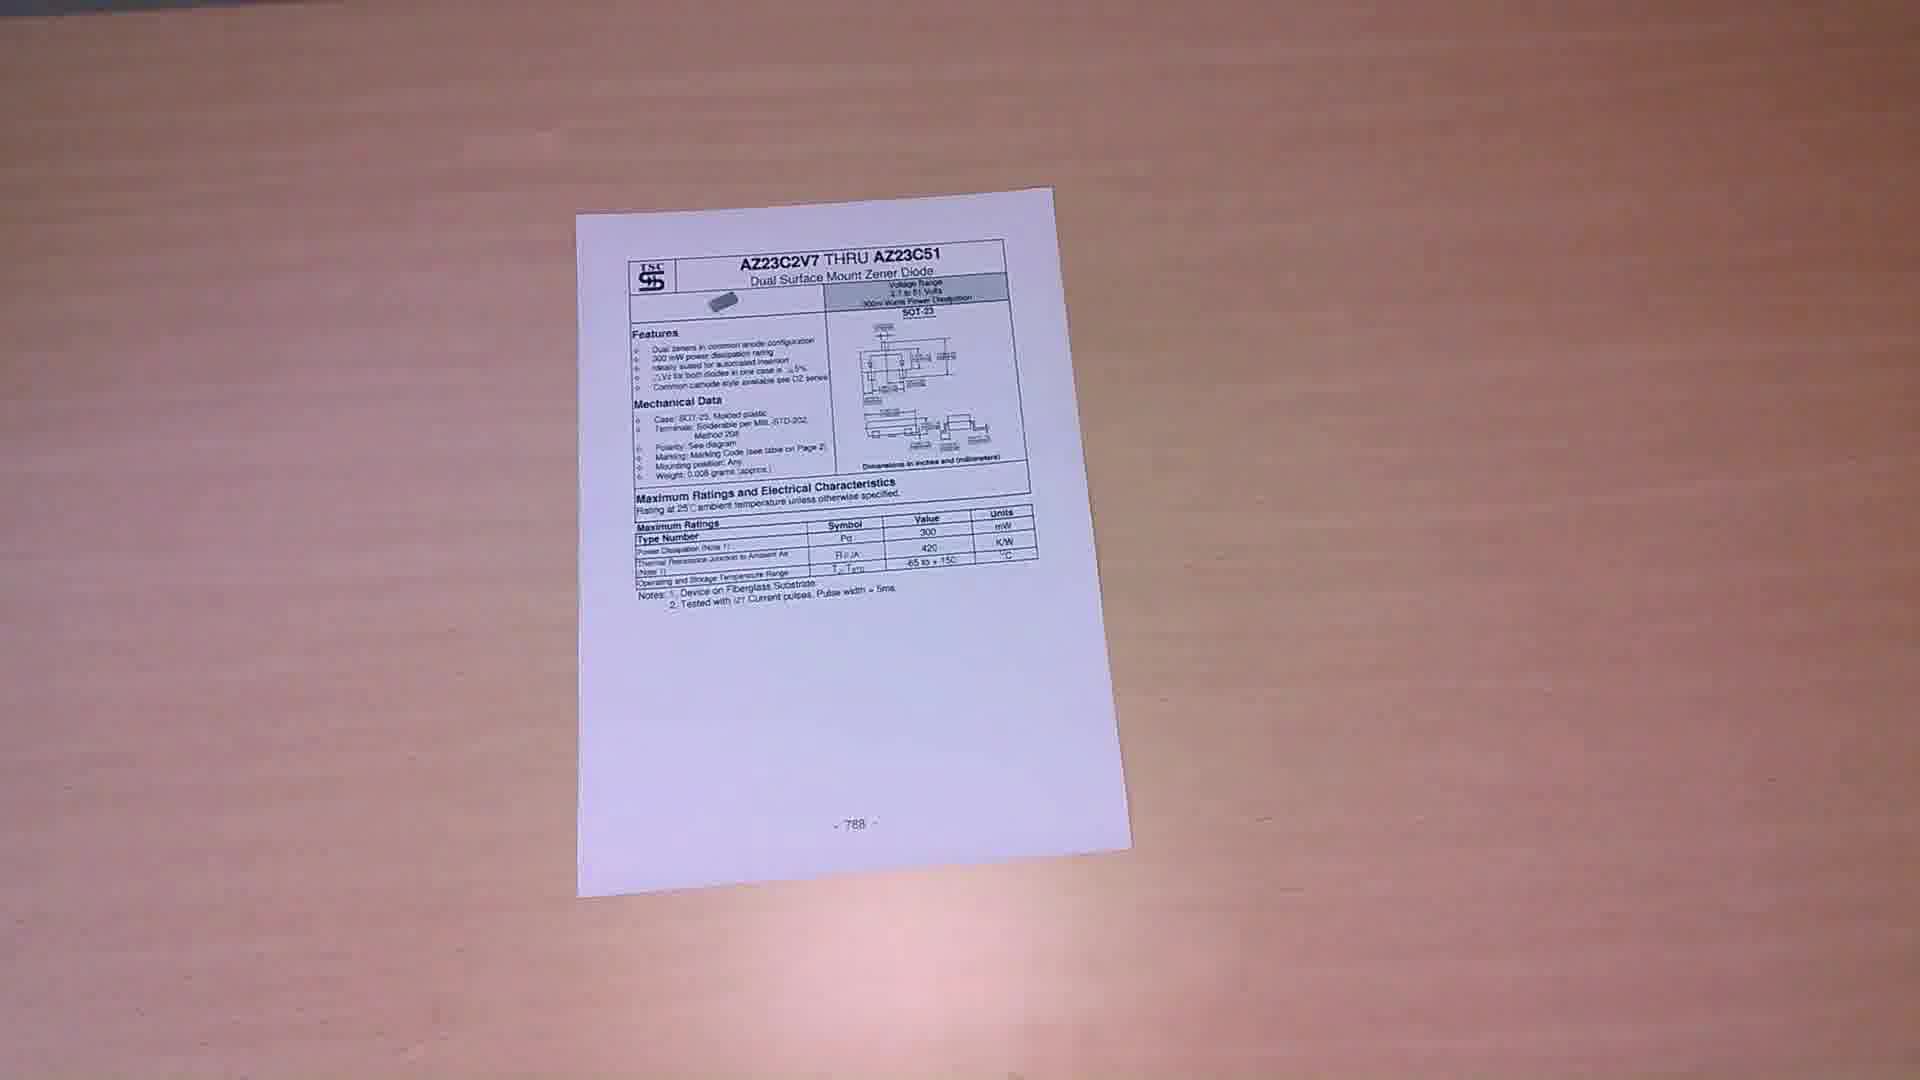 TSC
AZ23C2V7 THRU AZ23C51
Dual Surface Mount Zener Diode
Voltage Range
2.7 to 51 Volts
300m Watts Power Dissipation
SOT-23
Features
Dual zeners in common anode configuration
300 mW power dissipation rating
Ideally suited for automated insertion
△Vz for both diodes in one case is ≦5%
Common cathode style available see DZ series
Mechanical Data
Case: SOT-23, Molded plastic
Terminals: Solderable per MIL-STD-202,
Method 208
Polarity: See diagram
Marking: Marking Code (see table on Page 2)
Mounting position: Any
Weight: 0.008 grams (approx.)
Dimensions in inches and (millimeters)
Maximum Ratings and Electrical Characteristics
Rating at 25°C ambient temperature unless otherwise specified.
Maximum Ratings
Type Number Symbol Value Units
Power Dissipation (Note 1) Pd 300 mW
Thermal Resistance Junction to Ambient Air
(Note 1) RθJA 420 K/W
Operating and Storage Temperature Range TJ, TSTG -65 to + 150 °C
Notes: 1. Device on Fiberglass Substrate.
2. Tested with IZT Current pulses, Pulse width = 5ms.
- 788 -